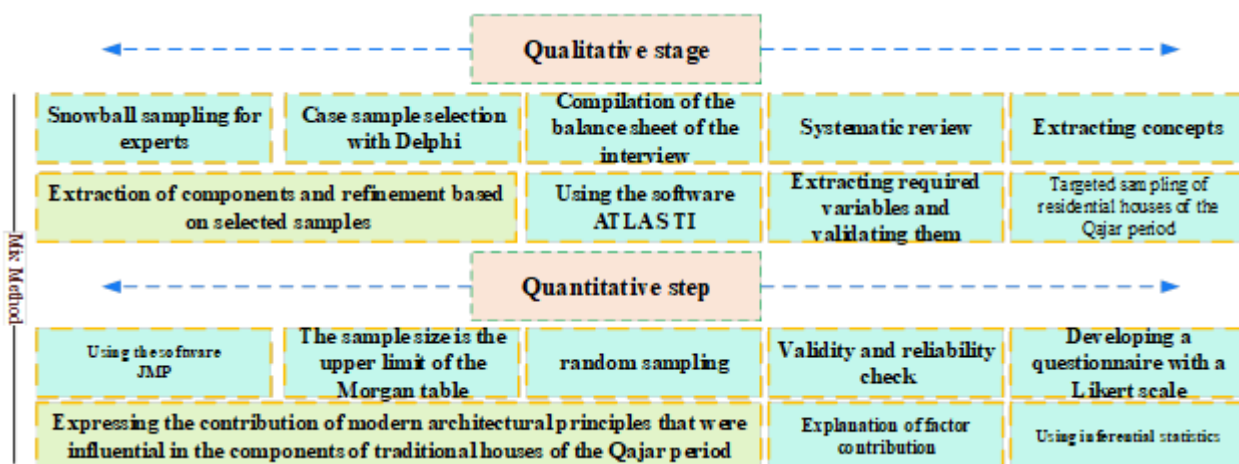 Qualitative stage
Snowball sampling for
experts
Case sample selection
with Delphi
Compilation of the
balance sheet of the
interview
Systematic review
Extracting concepts
Extraction of components and refinement based
on selected samples
Using the software
ATLASTI
Extracting required
variables and
validating them
Targeted sampling of
residential houses of the
Qajar period
Mix Method
Quantitative step
Using the software
JMP
The sample size is the
upper limit of the
Morgan table
random sampling
Validity and reliability
check
Developing a
questionnaire with a
Likert scale
Expressing the contribution of modern architectural principles that were
influential in the components of traditional houses of the Qajar period
Explanation of factor
contribution
Using inferential statistics